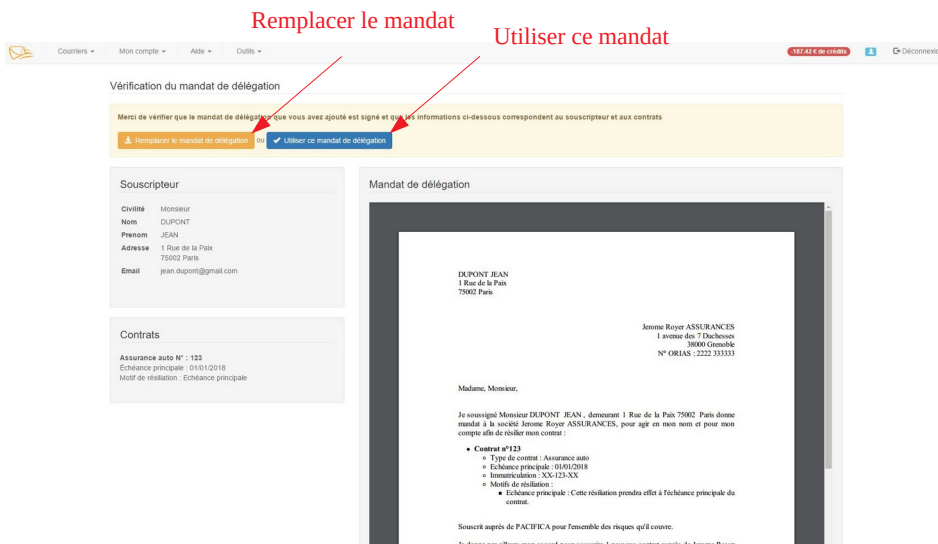 Remplacer le mandat
Utiliser ce mandat
Courriers
Mon compte
Aide
Outils
-187.42 € de crédits
Déconnexio
Vérification du mandat de délégation
Merci de vérifier que le mandat de délégation que vous avez ajouté est signé et que les informations ci-dessous correspondent au souscripteur et aux contrats
Remplacer le mandat de délégation ou Utiliser ce mandat de délégation
Souscripteur
Civilité Monsieur
Nom DUPONT
Prenom JEAN
Adresse 1 Rue de la Paix
75002 Paris
Email jean.dupont@gmail.com
Contrats
Assurance auto N° : 123
Échéance principale : 01/01/2018
Motif de résiliation : Echéance principale
Mandat de délégation
DUPONT JEAN
1 Rue de la Paix
75002 Paris
Jerome Royer ASSURANCES
1 avenue des 7 Duchesses
38000 Grenoble
N° ORIAS : 2222 333333
Madame, Monsieur,
Je soussigné Monsieur DUPONT JEAN , demeurant 1 Rue de la Paix 75002 Paris donne
mandat à la société Jerome Royer ASSURANCES, pour agir en mon nom et pour mon
compte afin de résilier mon contrat :
Contrat n°123
Type de contrat : Assurance auto
Echéance principale : 01/01/2018
Immatriculation : XX-123-XX
Motifs de résiliation :
Echéance principale : Cette résiliation prendra effet à l'échéance principale du
contrat.
Souscrit auprès de PACIFICA pour l'ensemble des risques qu'il couvre.